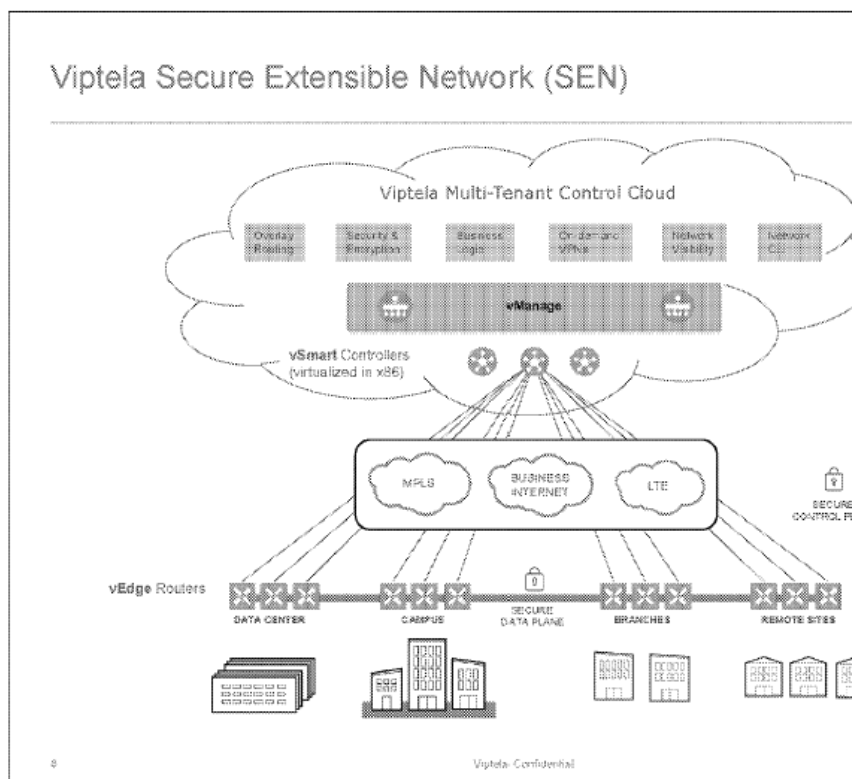 Viptela Secure Extensible Network (SEN)
Viptela Multi-Tenant Control Cloud
Overlay Routing
Security & Encryption
Business Logic
On-demand VPNs
Network Visibility
Network
vManage
vSmart Controllers
(virtualized in x86)
MPLS
BUSINESS
INTERNET
LTE
SECURE
CONTROL
vEdge Routers
DATA CENTER
CAMPUS
SECURE
DATA PLANE
BRANCHES
REMOTE SITES
8
Viptela Confidential